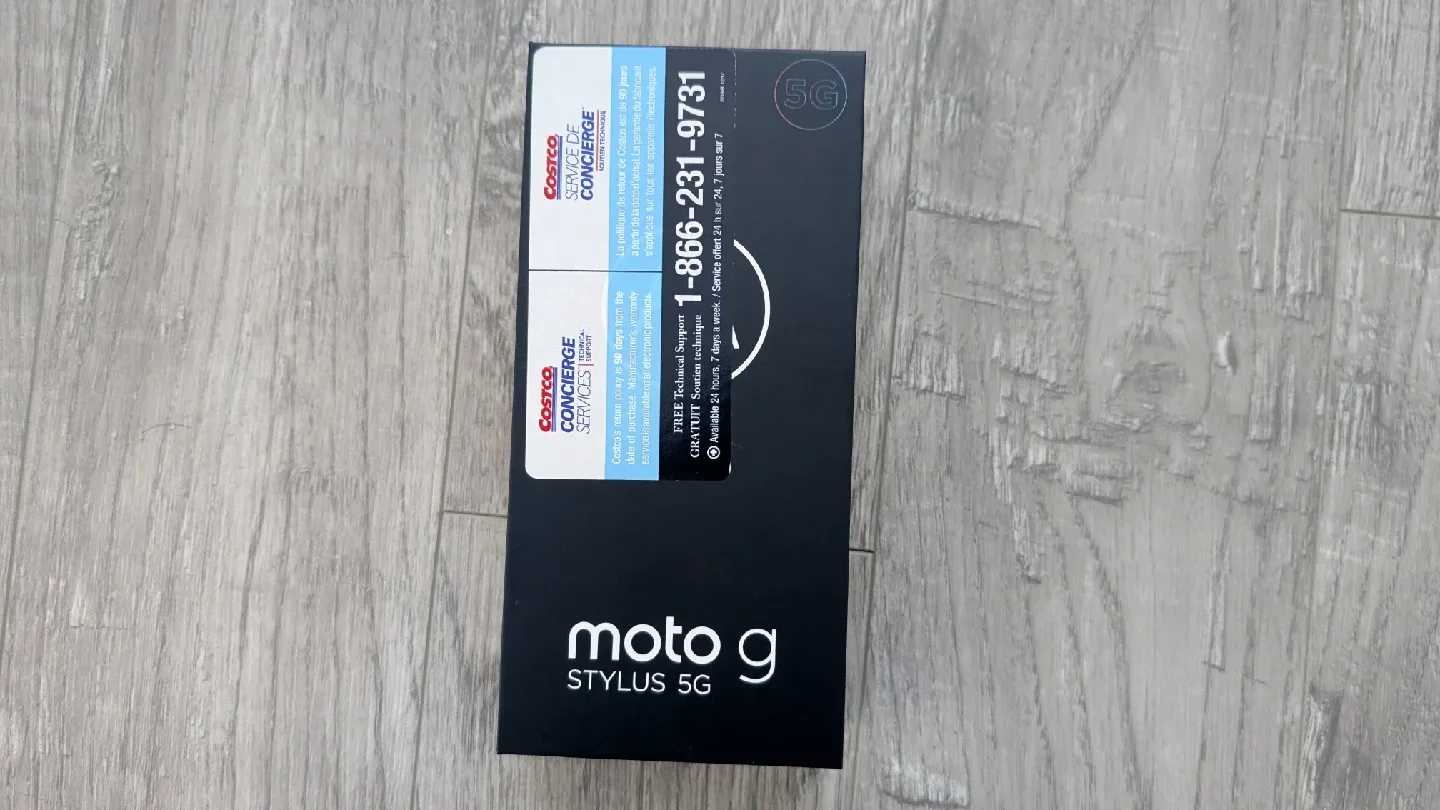 5G
COSTCO
SERVICE DE
CONCIERGE
SOUTIEN TECHNIQUE
La politique de retour de Costco est de 90 jours
à partir de la date d'achat. La garantie du fabricant
s'applique sur tous les appareils électroniques.
COSTCO
CONCIERGE
SERVICES
TECHNICAL
SUPPORT
Costco's return policy is 90 days from the
date of purchase. Manufacturer's warranty
service is available on all electronic products.
FREE Technical Support
GRATUIT Soutien technique
1-866-231-9731
Available 24 hours, 7 days a week. / Service offert 24 h sur 24, 7 jours sur 7
moto g
STYLUS 5G